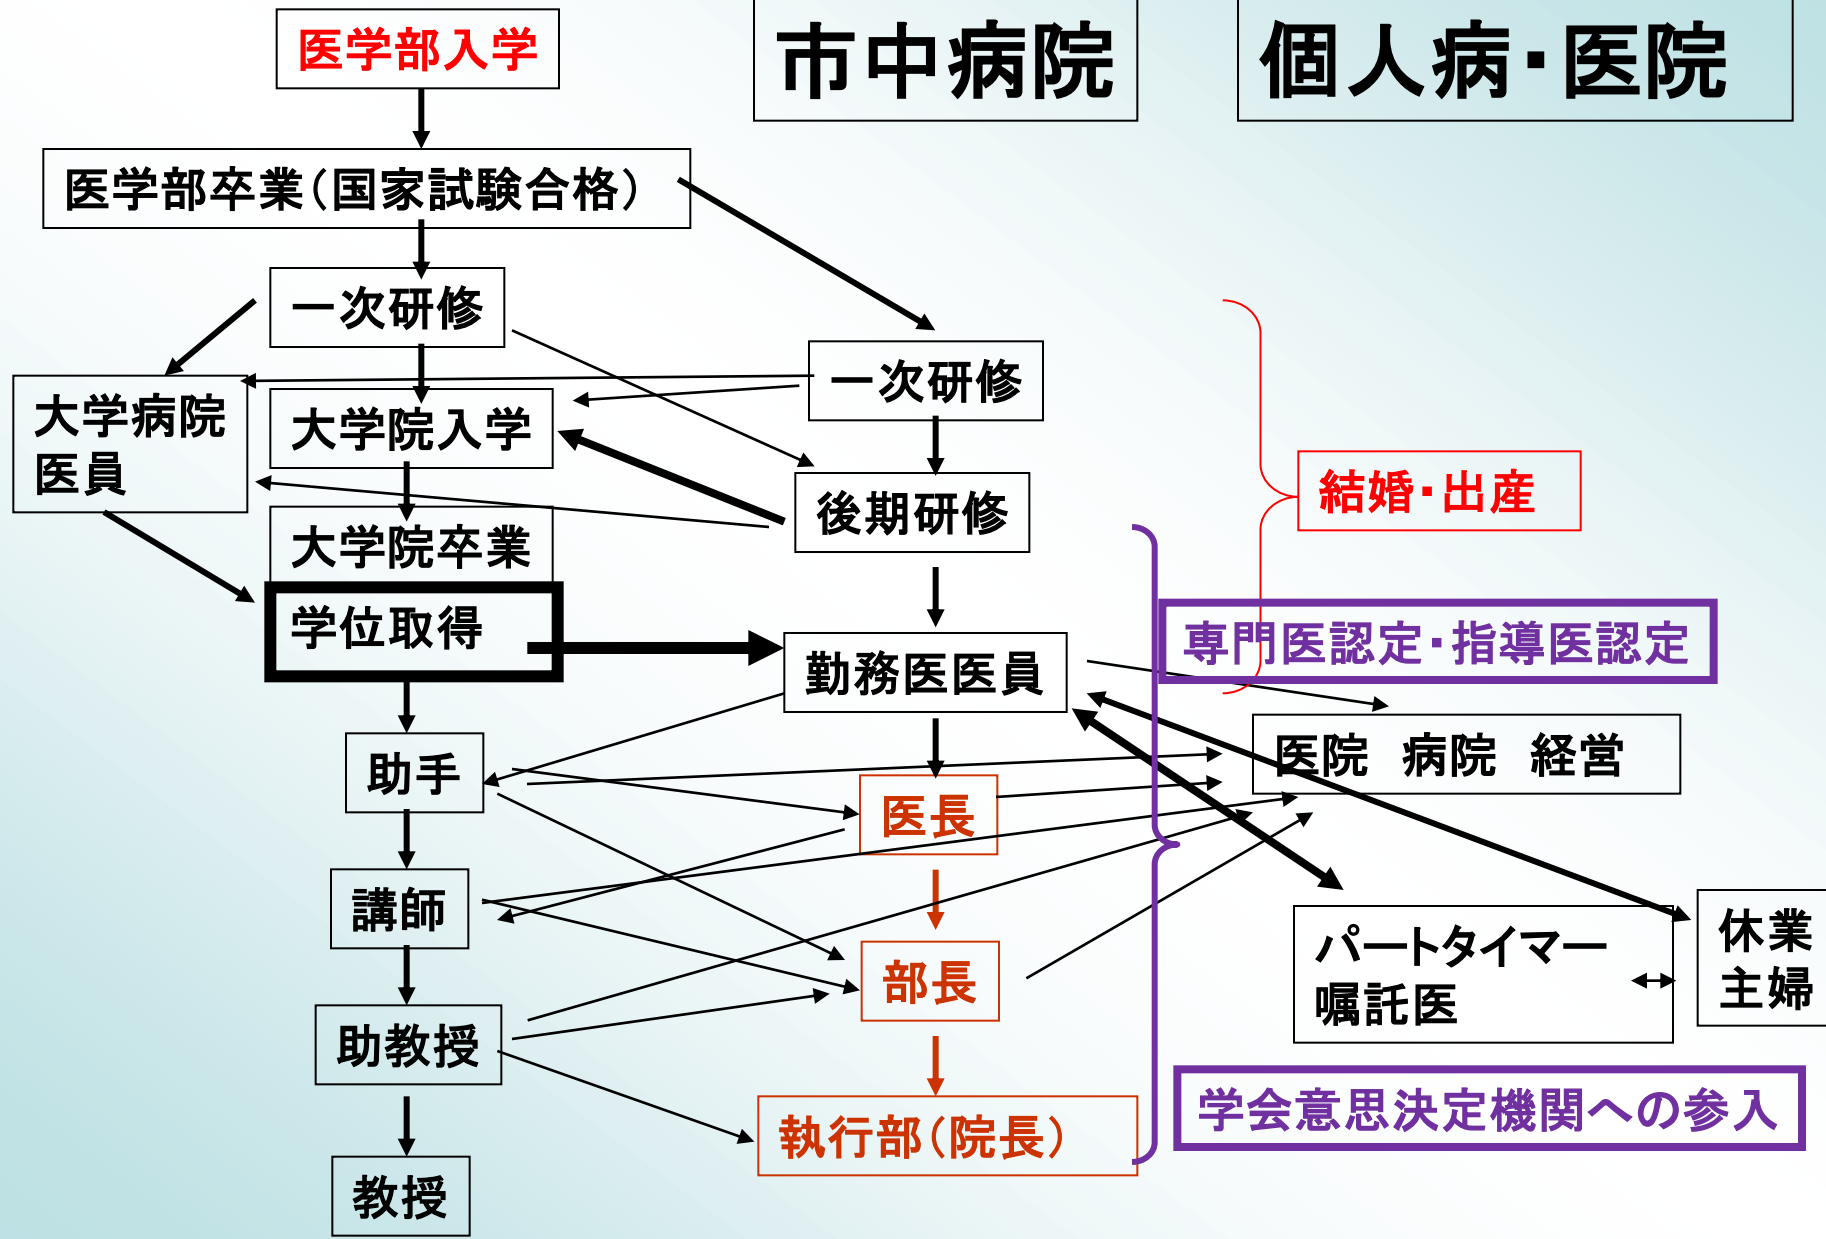 医学部入学
市中病院
個人病・医院
医学部卒業（国家試験合格）
一次研修
一次研修
大学病院
医員
大学院入学
後期研修
結婚・出産
大学院卒業
学位取得
専門医認定・指導医認定
勤務医医員
医院　病院　経営
助手
医長
講師
パートタイマー
嘱託医
休業
主婦
部長
助教授
学会意思決定機関への参入
執行部（院長）
教授